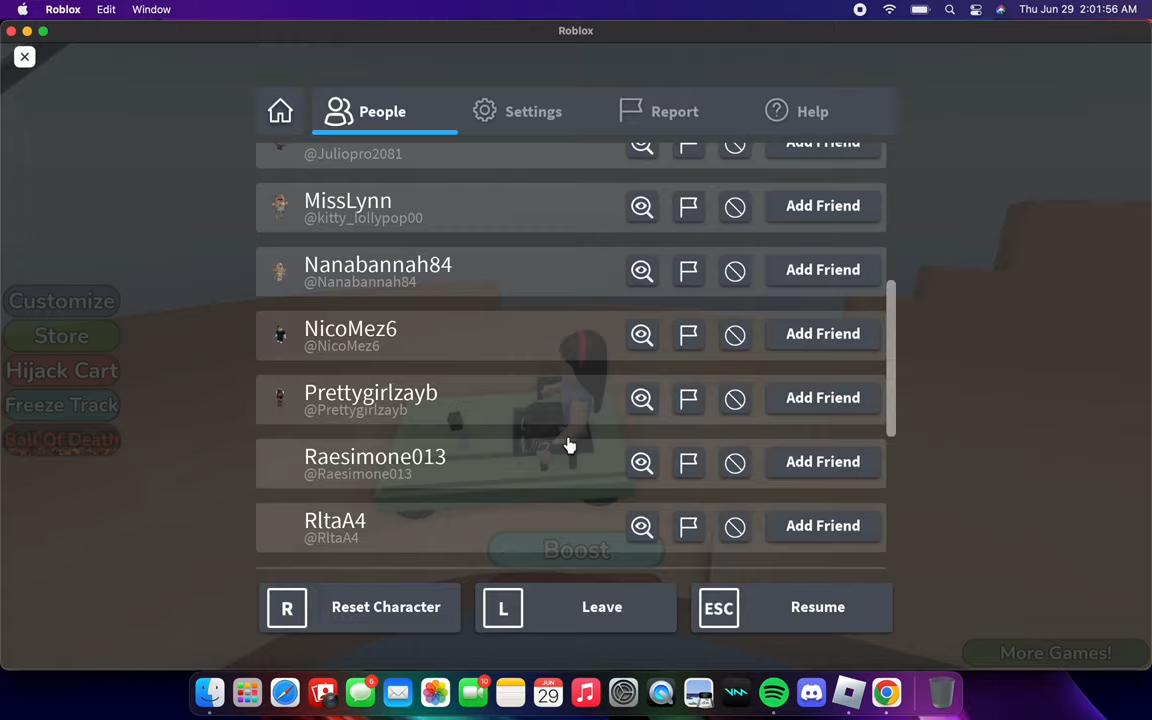 Roblox Edit Window Thu Jun 29 2:01:56 AM
Roblox
People Settings Report Help
@Juliopro2081 Add Friend
MissLynn
@kitty_lollypop00
Add Friend
Nanabannah84
@Nanabannah84
Add Friend
NicoMez6
@NicoMez6
Add Friend
Prettygirlzayb
@Prettygirlzayb
Add Friend
Raesimone013
@Raesimone013
Add Friend
RltaA4
@RltaA4
Add Friend
Customize
Store
Hijack Cart
Freeze Track
Ball Of Death
Boost
R Reset Character L Leave ESC Resume
More Games!
6 10 JUN 29